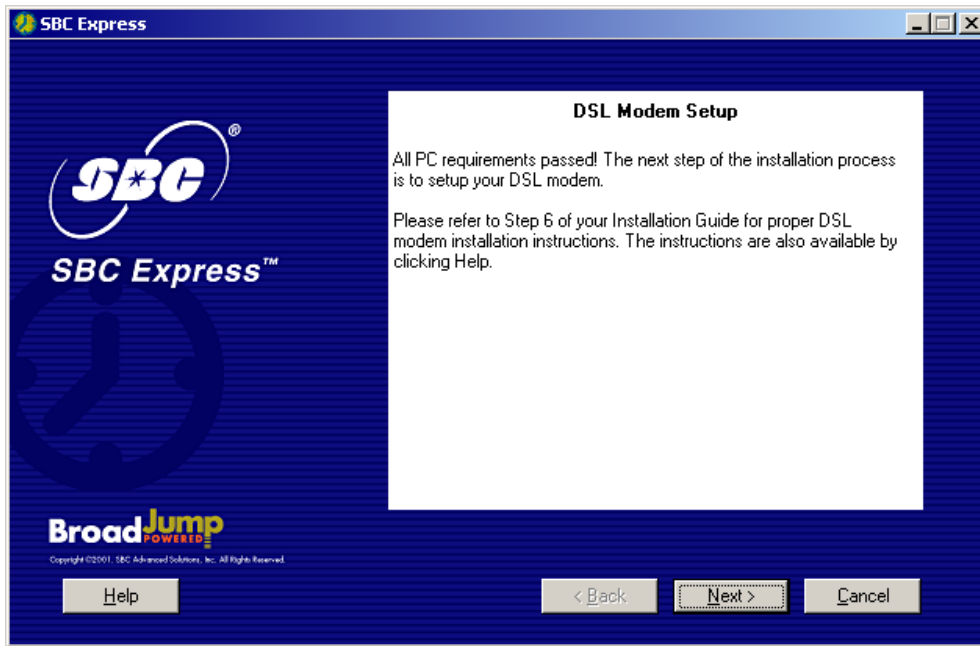 SBC Express
SBC®
SBC Express™
DSL Modem Setup
All PC requirements passed! The next step of the installation process
is to setup your DSL modem.
Please refer to Step 6 of your Installation Guide for proper DSL
modem installation instructions. The instructions are also available by
clicking Help.
BroadJump
POWERED
Copyright ©2001. SBC Advanced Solutions, Inc. All Rights Reserved.
Help
< Back
Next >
Cancel